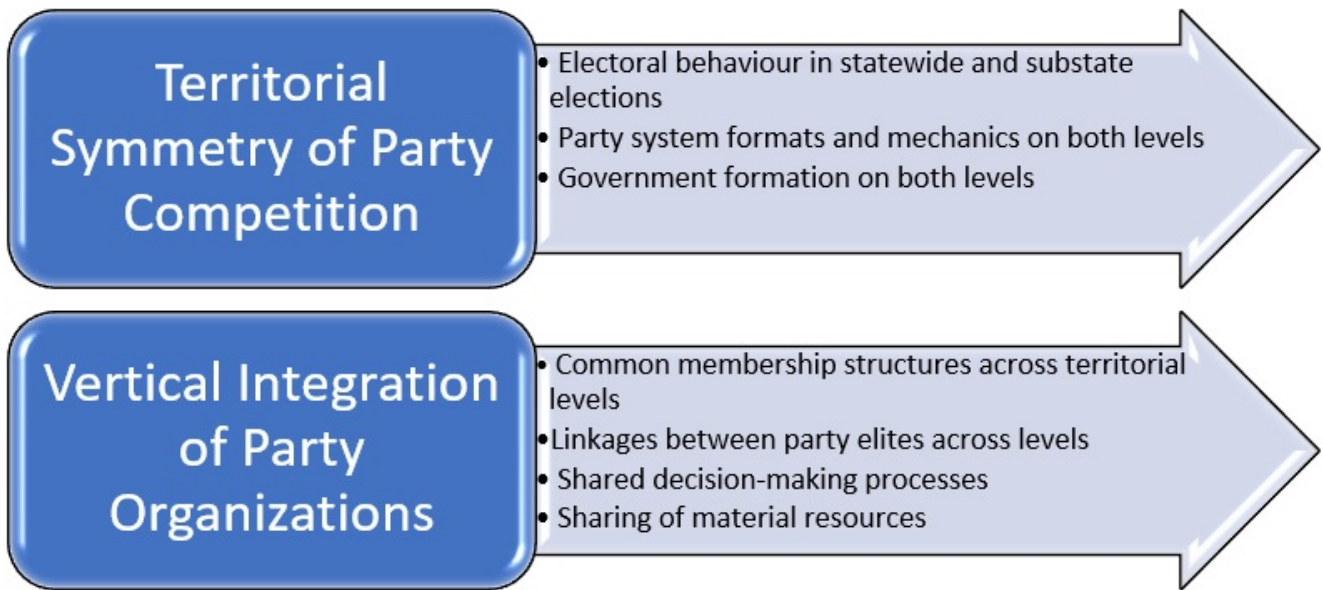 Territorial
Symmetry of Party
Competition
• Electoral behaviour in statewide and substate
elections
• Party system formats and mechanics on both levels
• Government formation on both levels
Vertical Integration
of Party
Organizations
• Common membership structures across territorial
levels
•Linkages between party elites across levels
• Shared decision-making processes
• Sharing of material resources